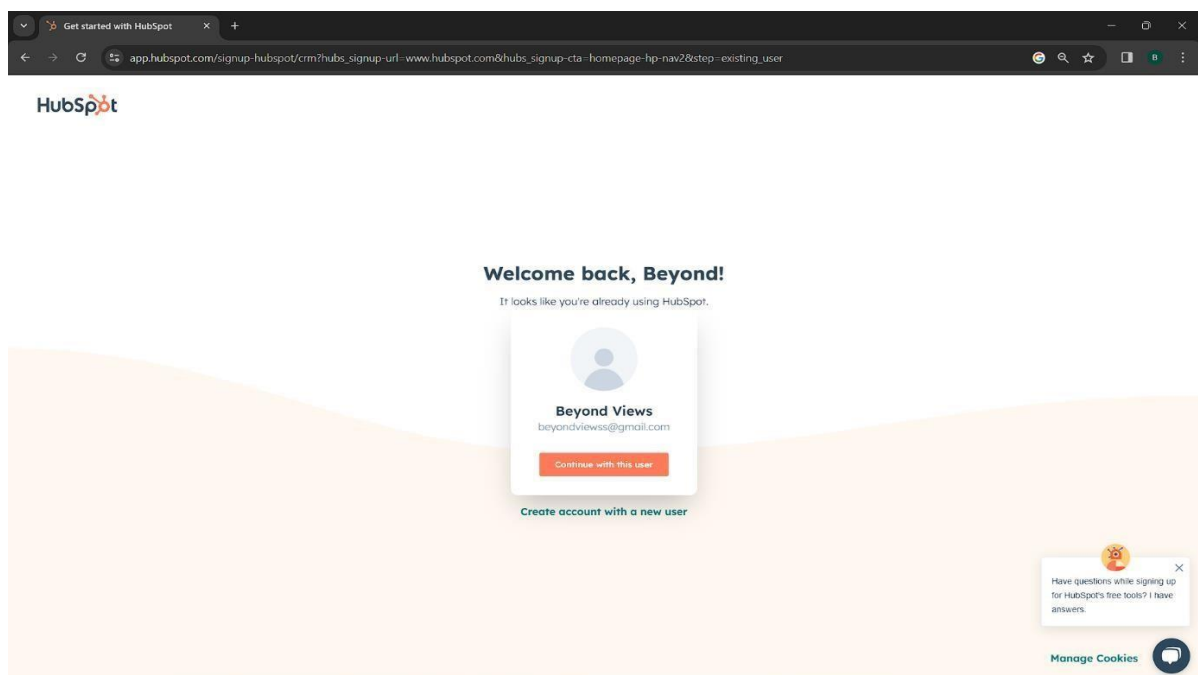 Get started with HubSpot
app.hubspot.com/signup-hubspot/crm?hubs_signup-url=www.hubspot.com&hubs_signup-cta=homepage-hp-nav2&step=existing_user
B
HubSpot
Welcome back, Beyond!
It looks like you're already using HubSpot.
Beyond Views
beyondviewss@gmail.com
Continue with this user
Create account with a new user
Have questions while signing up
for HubSpot's free tools? I have
answers.
Manage Cookies